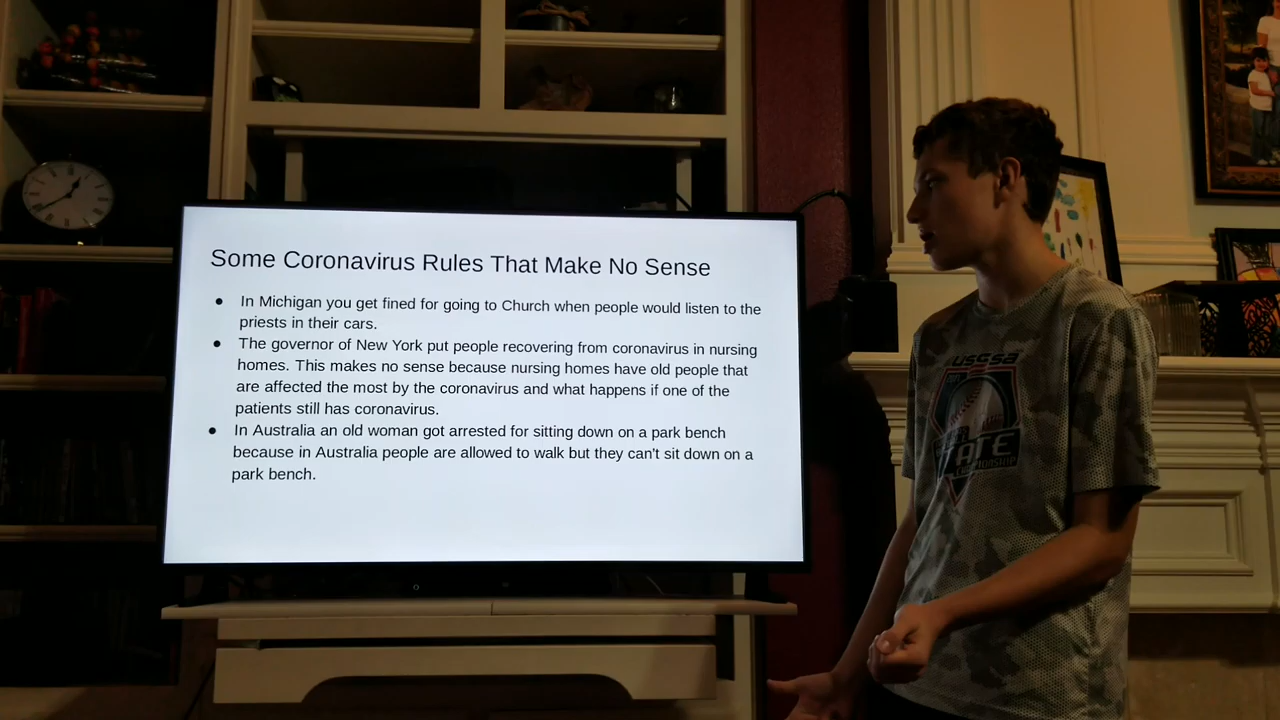 Some Coronavirus Rules That Make No Sense
● In Michigan you get fined for going to Church when people would listen to the
priests in their cars.
● The governor of New York put people recovering from coronavirus in nursing
homes. This makes no sense because nursing homes have old people that
are affected the most by the coronavirus and what happens if one of the
patients still has coronavirus.
● In Australia an old woman got arrested for sitting down on a park bench
because in Australia people are allowed to walk but they can't sit down on a
park bench.
USSSA
STATE
CHAMPIONSHIP